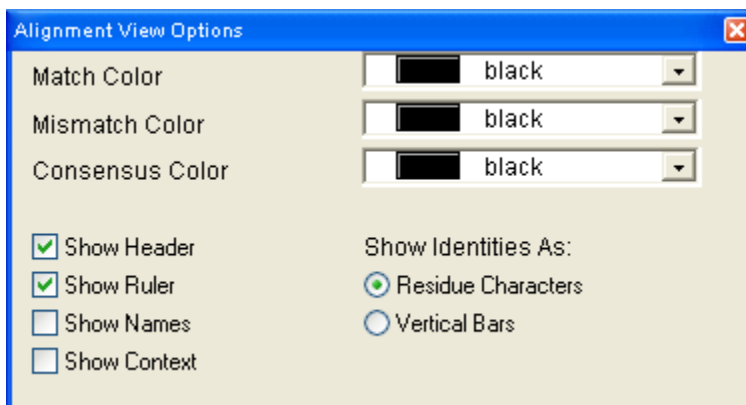 Alignment View Options
Match Color black
Mismatch Color black
Consensus Color black
Show Header Show Identities As:
Show Ruler Residue Characters
Show Names Vertical Bars
Show Context